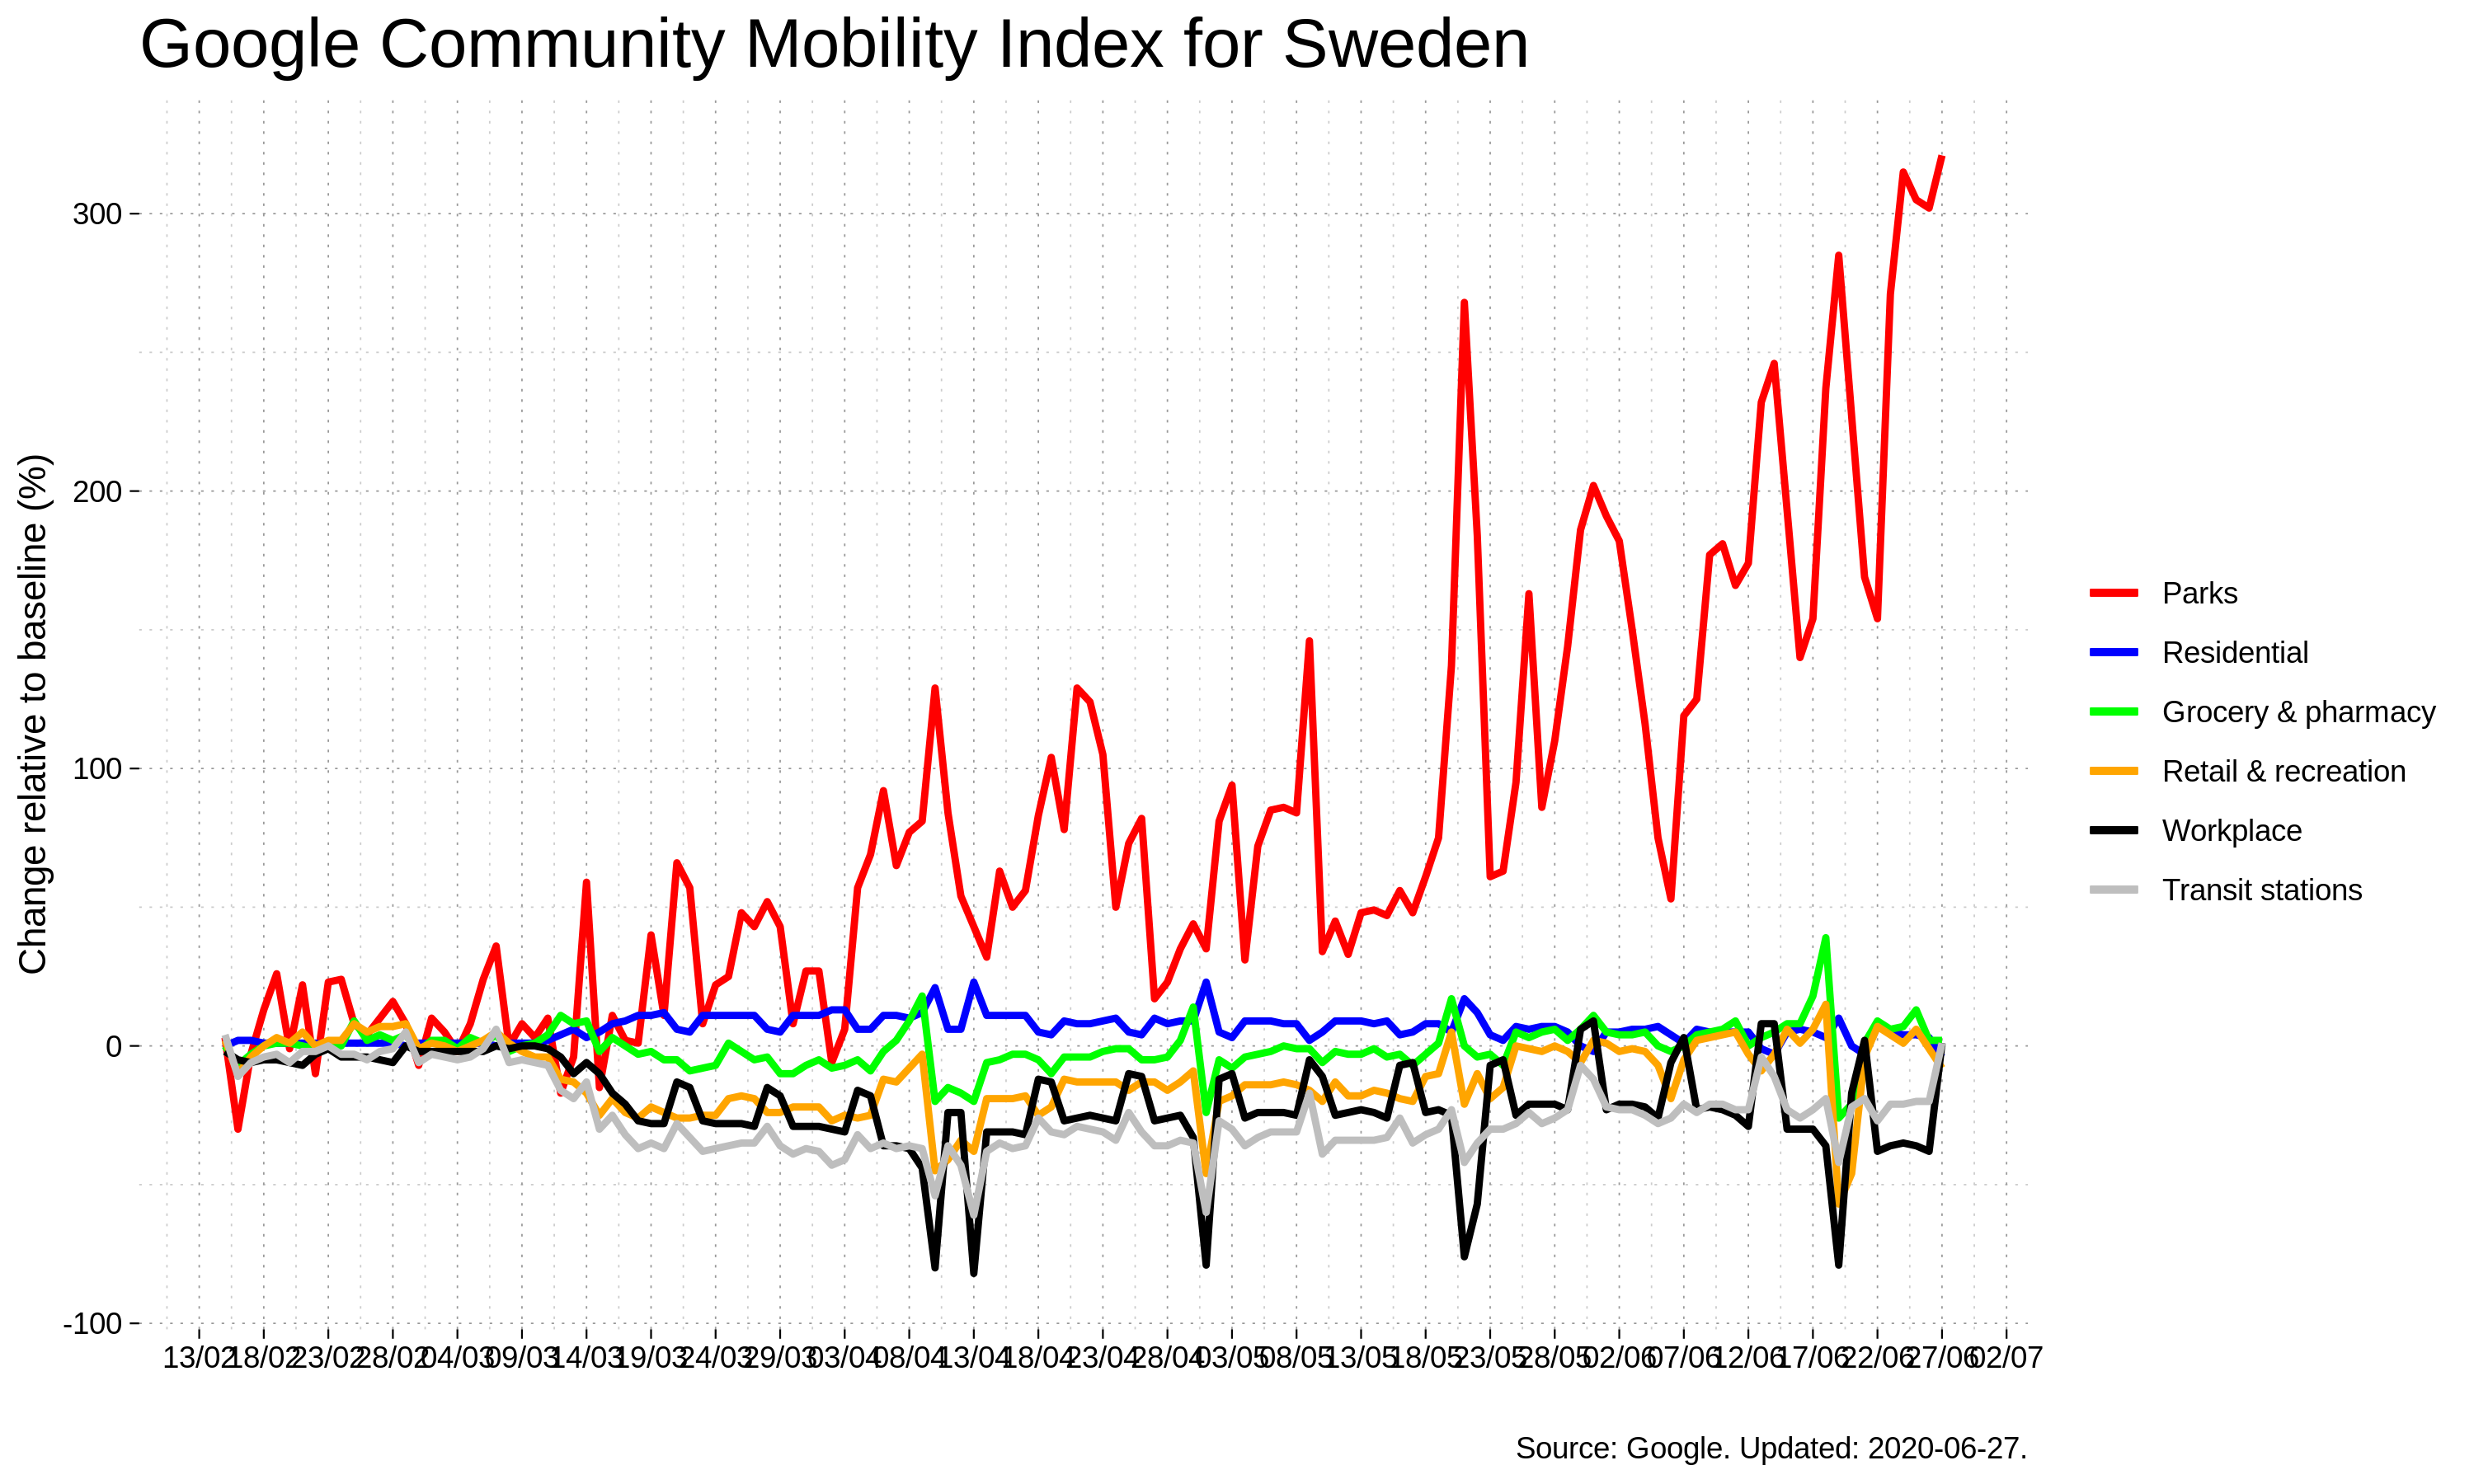 Google Community Mobility Index for Sweden
Change relative to baseline (%)
300
200
100
0
-100
13/02 18/02 23/02 28/02 04/03 09/03 14/03 19/03 24/03 29/03 03/04 08/04 13/04 18/04 23/04 28/04 03/05 08/05 13/05 18/05 23/05 28/05 02/06 07/06 12/06 17/06 22/06 27/06 02/07
Parks
Residential
Grocery & pharmacy
Retail & recreation
Workplace
Transit stations
Source: Google. Updated: 2020-06-27.